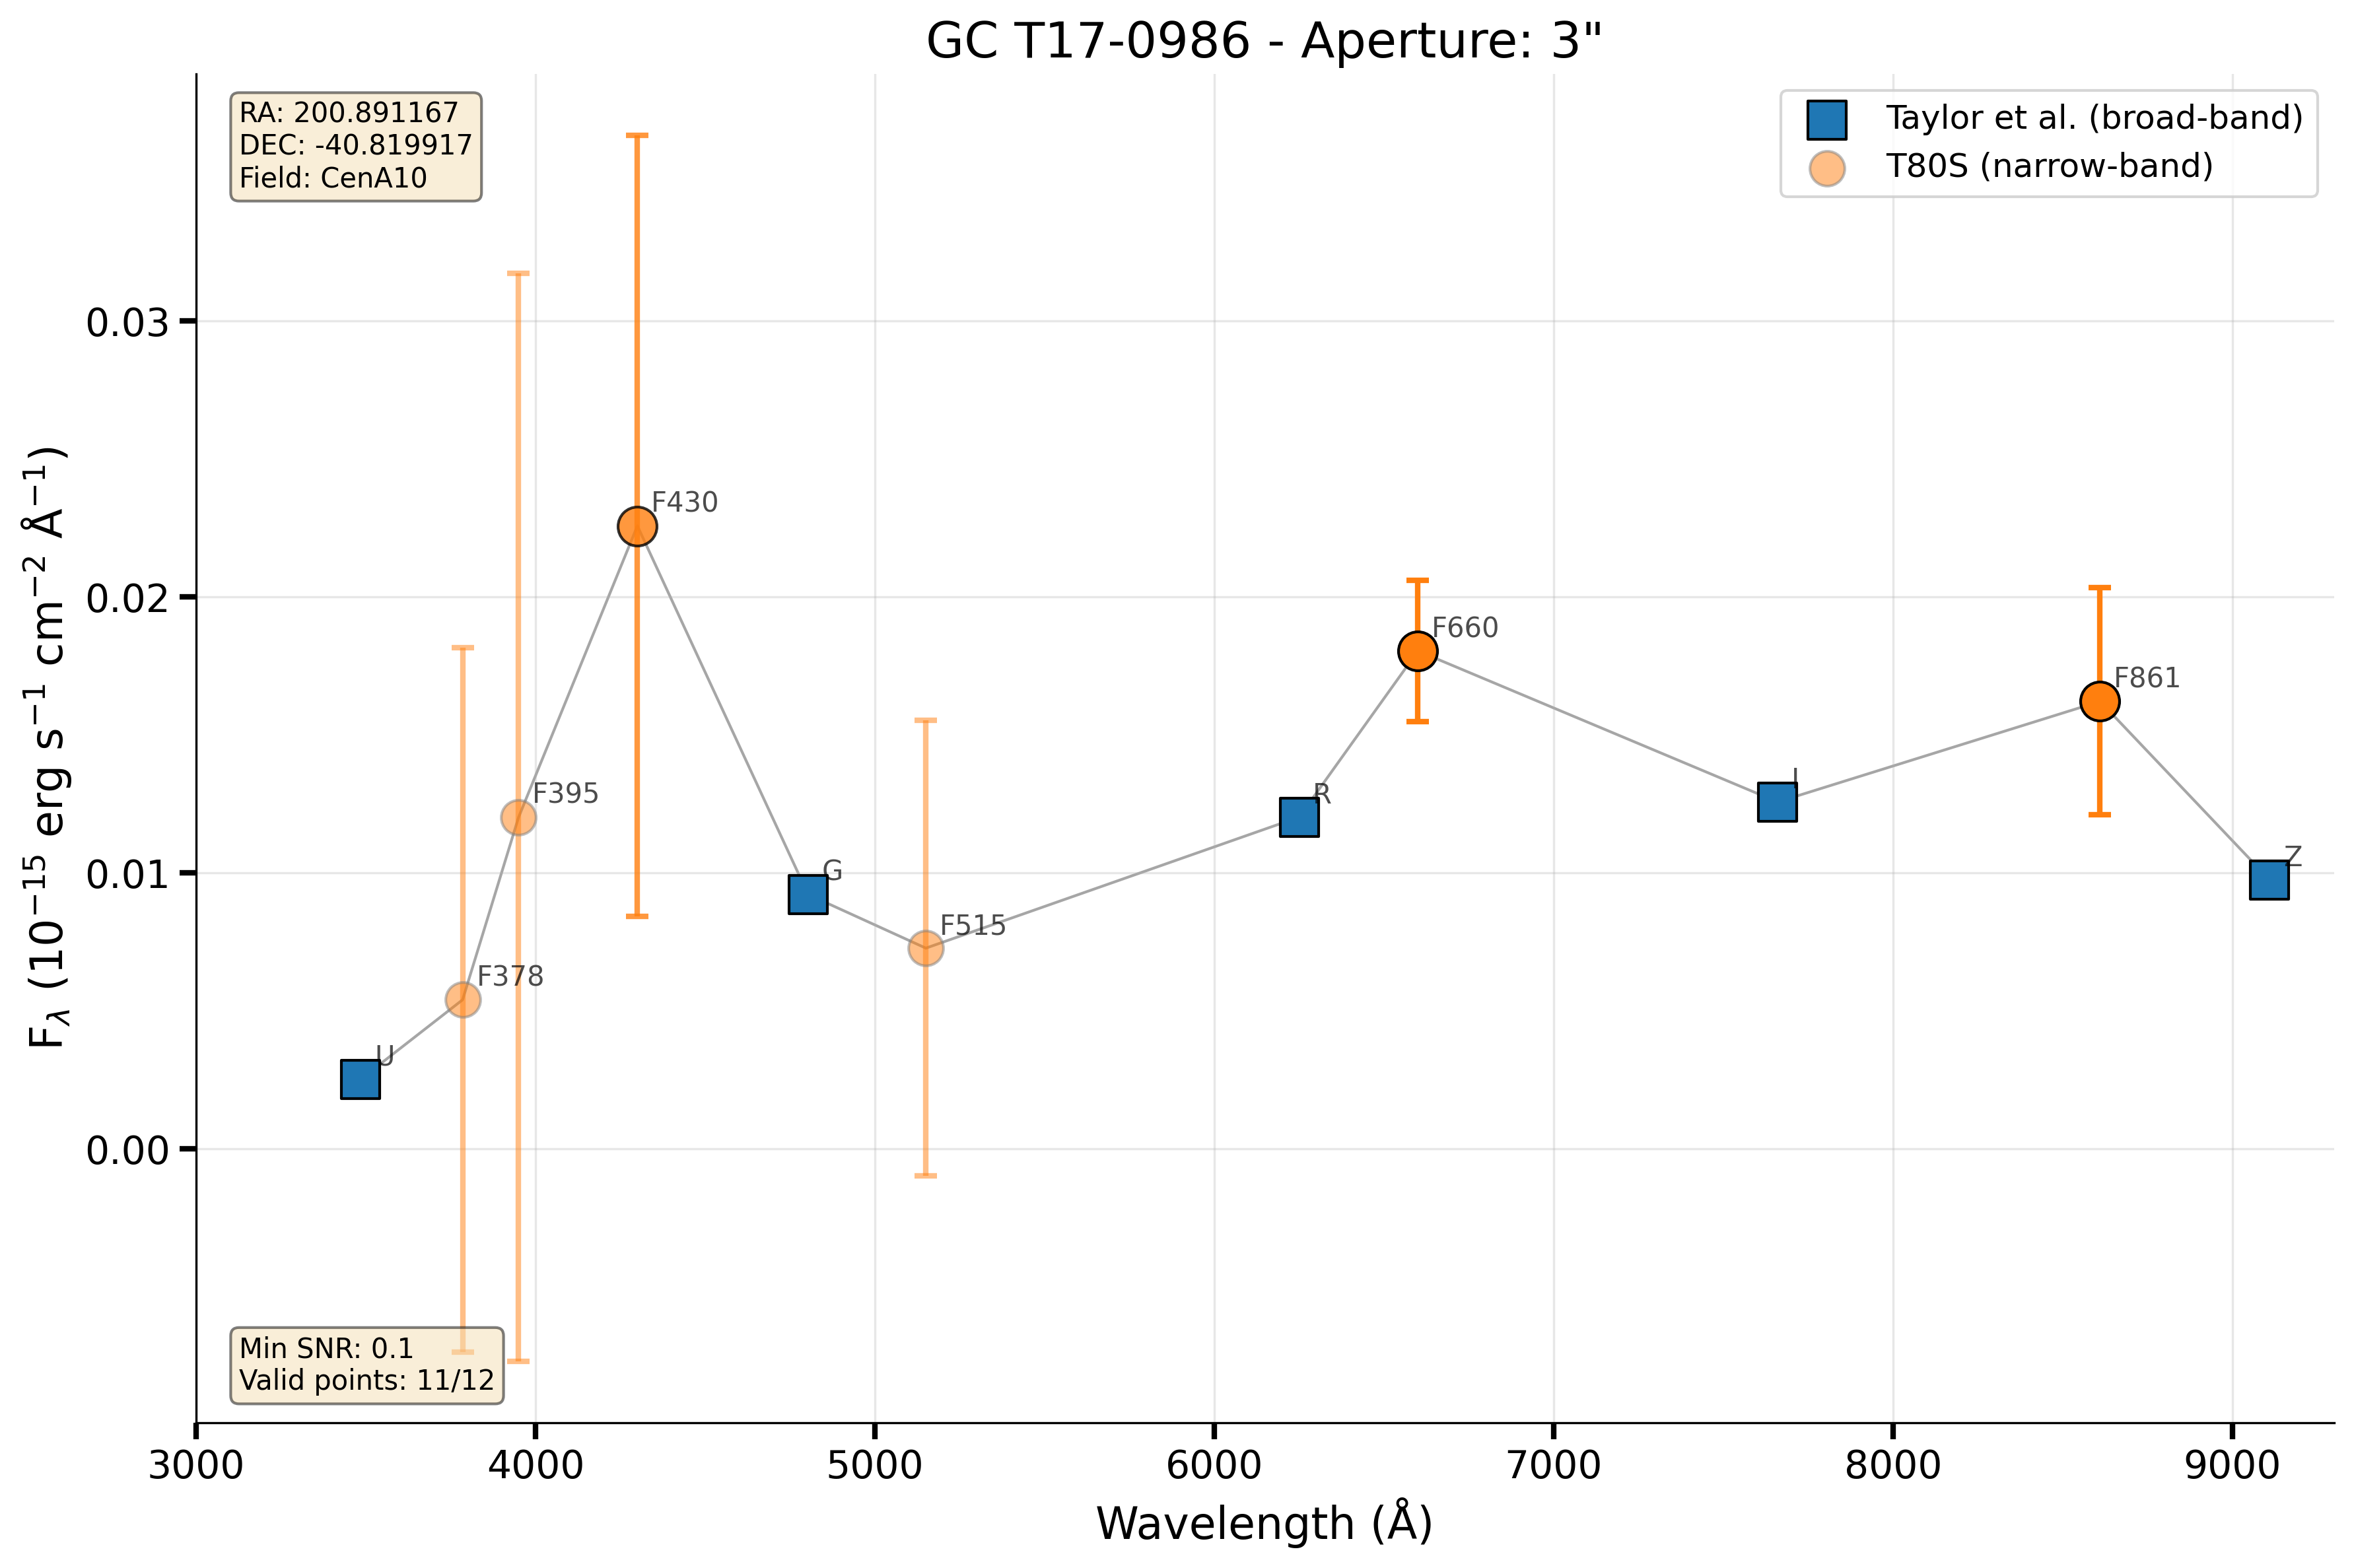 GC T17-0986 - Aperture: 3"
RA: 200.891167
DEC: -40.819917
Field: CenA10
Taylor et al. (broad-band)
T80S (narrow-band)
F430
F660
F861
F395
R
I
G
Z
F515
F378
U
0.03
0.02
0.01
0.00
Fλ (10⁻¹⁵ erg s⁻¹ cm⁻² Å⁻¹)
Min SNR: 0.1
Valid points: 11/12
3000 4000 5000 6000 7000 8000 9000
Wavelength (Å)